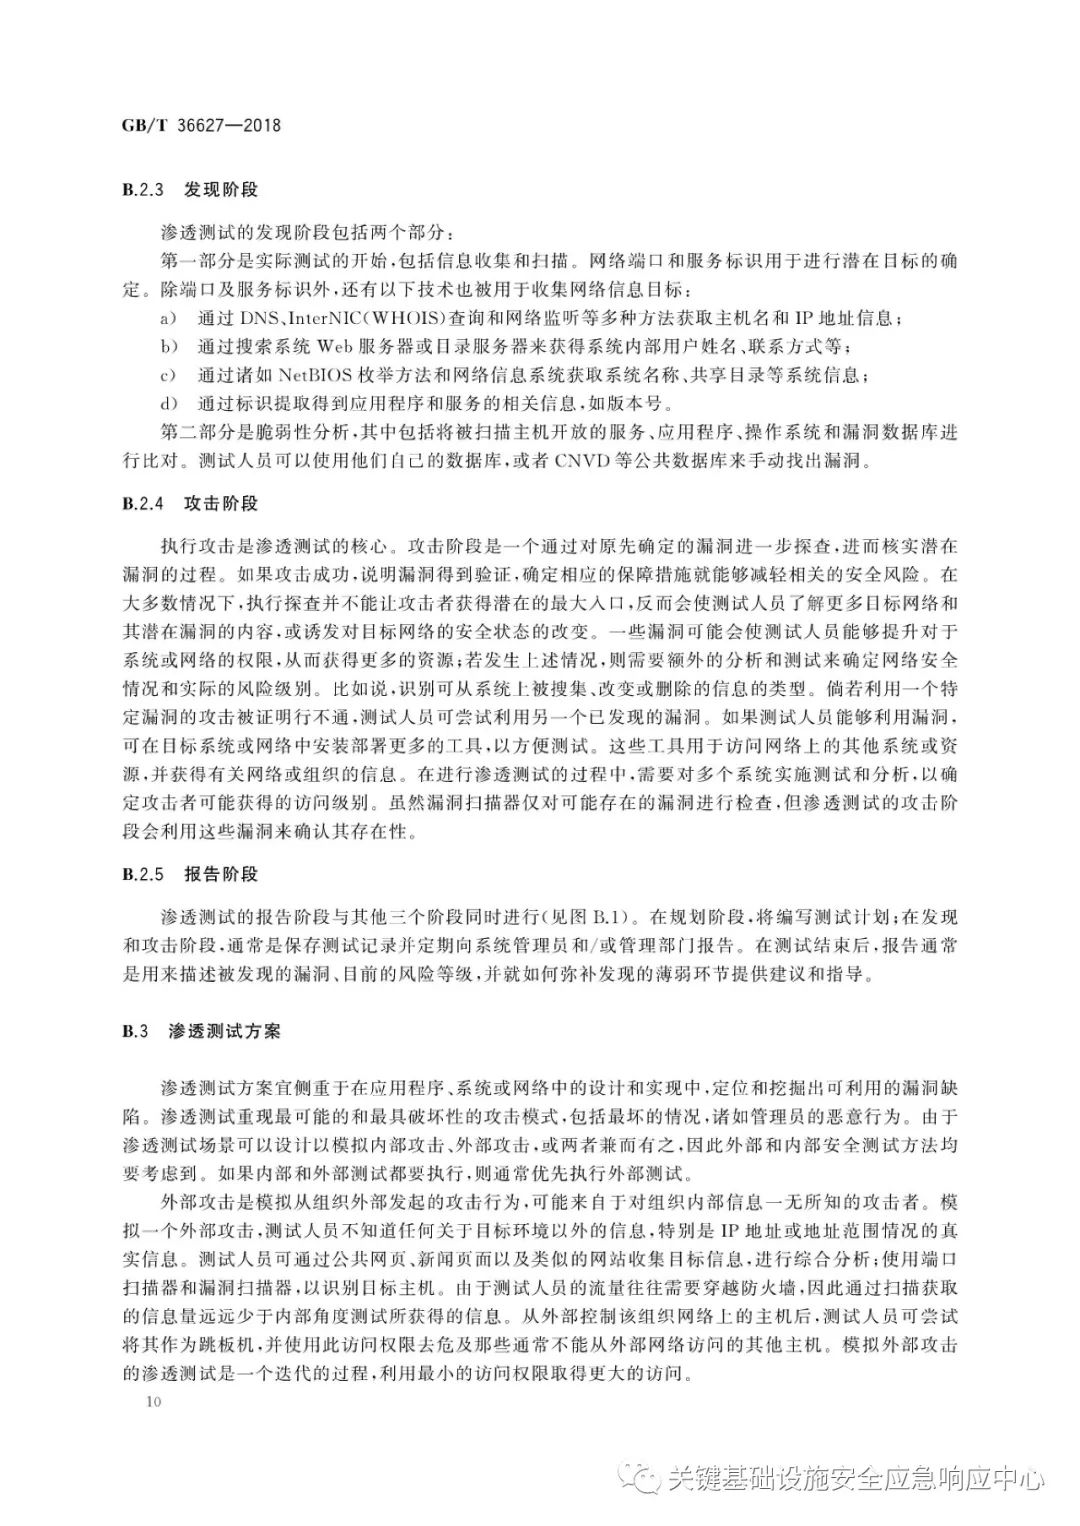 GB/T 36627—2018
B.2.3 发现阶段
渗透测试的发现阶段包括两个部分:
第一部分是实际测试的开始,包括信息收集和扫描。网络端口和服务标识用于进行潜在目标的确
定。除端口及服务标识外,还有以下技术也被用于收集网络信息目标:
a) 通过 DNS、InterNIC(WHOIS)查询和网络监听等多种方法获取主机名和 IP 地址信息;
b) 通过搜索系统 Web 服务器或目录服务器来获得系统内部用户姓名、联系方式等;
c) 通过诸如 NetBIOS 枚举方法和网络信息系统获取系统名称、共享目录等系统信息;
d) 通过标识提取得到应用程序和服务的相关信息,如版本号。
第二部分是脆弱性分析,其中包括将被扫描主机开放的服务、应用程序、操作系统和漏洞数据库进
行比对。测试人员可以使用他们自己的数据库,或者 CNVD 等公共数据库来手动找出漏洞。
B.2.4 攻击阶段
执行攻击是渗透测试的核心。攻击阶段是一个通过对原先确定的漏洞进一步探查,进而核实潜在
漏洞的过程。如果攻击成功,说明漏洞得到验证,确定相应的保障措施就能够减轻相关的安全风险。在
大多数情况下,执行探查并不能让攻击者获得潜在的最大入口,反而会使测试人员了解更多目标网络和
其潜在漏洞的内容,或诱发对目标网络的安全状态的改变。一些漏洞可能会使测试人员能够提升对于
系统或网络的权限,从而获得更多的资源;若发生上述情况,则需要额外的分析和测试来确定网络安全
情况和实际的风险级别。比如说,识别可从系统上被搜集、改变或删除的信息的类型。倘若利用一个特
定漏洞的攻击被证明行不通,测试人员可尝试利用另一个已发现的漏洞。如果测试人员能够利用漏洞,
可在目标系统或网络中安装部署更多的工具,以方便测试。这些工具用于访问网络上的其他系统或资
源,并获得有关网络或组织的信息。在进行渗透测试的过程中,需要对多个系统实施测试和分析,以确
定攻击者可能获得的访问级别。虽然漏洞扫描器仅对可能存在的漏洞进行检查,但渗透测试的攻击阶
段会利用这些漏洞来确认其存在性。
B.2.5 报告阶段
渗透测试的报告阶段与其他三个阶段同时进行(见图 B.1)。在规划阶段,将编写测试计划;在发现
和攻击阶段,通常是保存测试记录并定期向系统管理员和/或管理部门报告。在测试结束后,报告通常
是用来描述被发现的漏洞、目前的风险等级,并就如何弥补发现的薄弱环节提供建议和指导。
B.3 渗透测试方案
渗透测试方案宜侧重于在应用程序、系统或网络中的设计和实现中,定位和挖掘出可利用的漏洞缺
陷。渗透测试重现最可能的和最具破坏性的攻击模式,包括最坏的情况,诸如管理员的恶意行为。由于
渗透测试场景可以设计以模拟内部攻击、外部攻击,或两者兼而有之,因此外部和内部安全测试方法均
要考虑到。如果内部和外部测试都要执行,则通常优先执行外部测试。
外部攻击是模拟从组织外部发起的攻击行为,可能来自于对组织内部信息一无所知的攻击者。模
拟一个外部攻击,测试人员不知道任何关于目标环境以外的信息,特别是 IP 地址或地址范围情况的真
实信息。测试人员可通过公共网页、新闻页面以及类似的网站收集目标信息,进行综合分析;使用端口
扫描器和漏洞扫描器,以识别目标主机。由于测试人员的流量往往需要穿越防火墙,因此通过扫描获取
的信息量远远少于内部角度测试所获得的信息。从外部控制该组织网络上的主机后,测试人员可尝试
将其作为跳板机,并使用此访问权限去危及那些通常不能从外部网络访问的其他主机。模拟外部攻击
的渗透测试是一个迭代的过程,利用最小的访问权限取得更大的访问。
10
关键基础设施安全应急响应中心